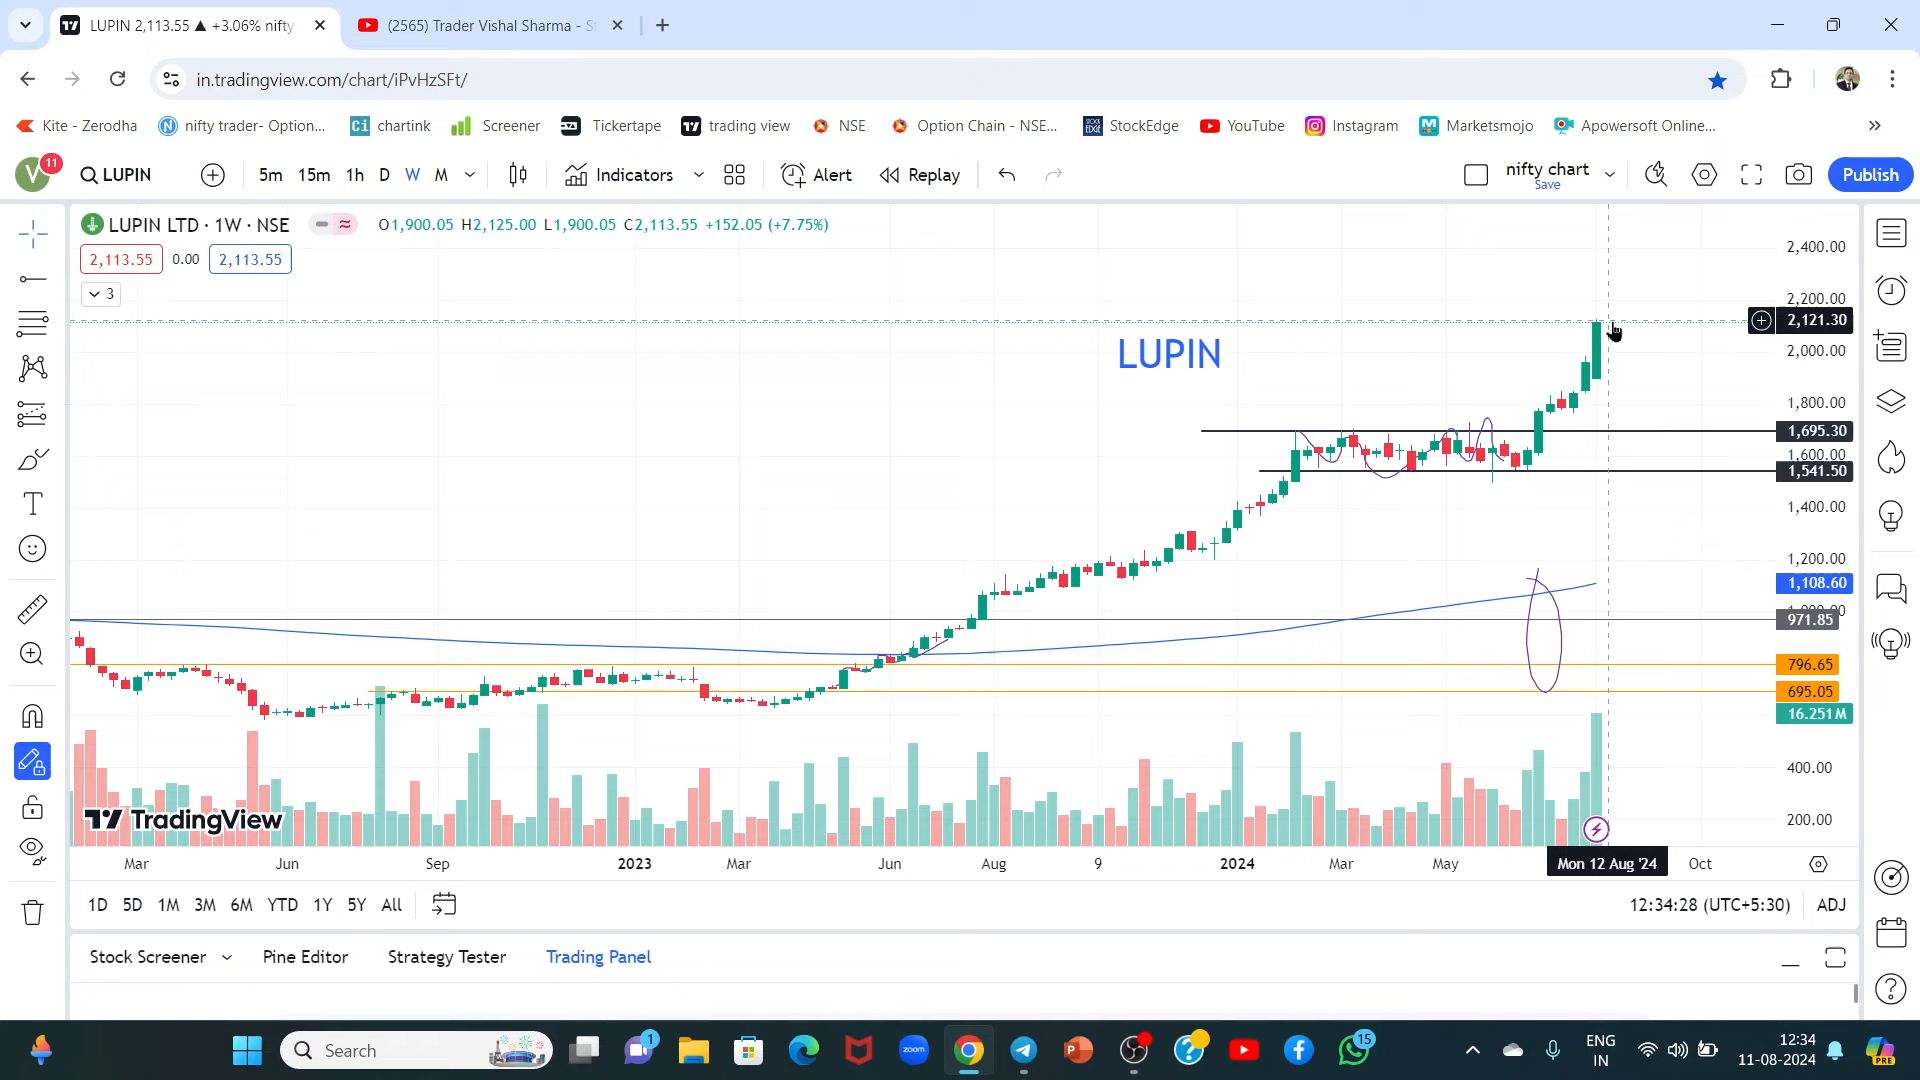 LUPIN 2,113.55 ▲ +3.06% nifty
(2565) Trader Vishal Sharma - S
in.tradingview.com/chart/iPvHzSFt/
Kite - Zerodha nifty trader- Option... chartink Screener Tickertape trading view NSE Option Chain - NSE... StockEdge YouTube Instagram Marketsmojo Apowersoft Online... »
V 11 LUPIN 5m 15m 1h D W M Indicators Alert Replay nifty chart Save Publish
LUPIN LTD · 1W · NSE O1,900.05 H2,125.00 L1,900.05 C2,113.55 +152.05 (+7.75%)
2,113.55 0.00 2,113.55
3
LUPIN
2,400.00
2,200.00
2,121.30
2,000.00
1,800.00
1,695.30
1,600.00
1,541.50
1,400.00
1,200.00
1,108.60
971.85
796.65
695.05
16.251M
400.00
200.00
TradingView
Mar Jun Sep 2023 Mar Jun Aug 9 2024 Mar May Mon 12 Aug '24 Oct
1D 5D 1M 3M 6M YTD 1Y 5Y All 12:34:28 (UTC+5:30) ADJ
Stock Screener Pine Editor Strategy Tester Trading Panel
Search 1 zoom 15 ENG IN 12:34 11-08-2024 PRE